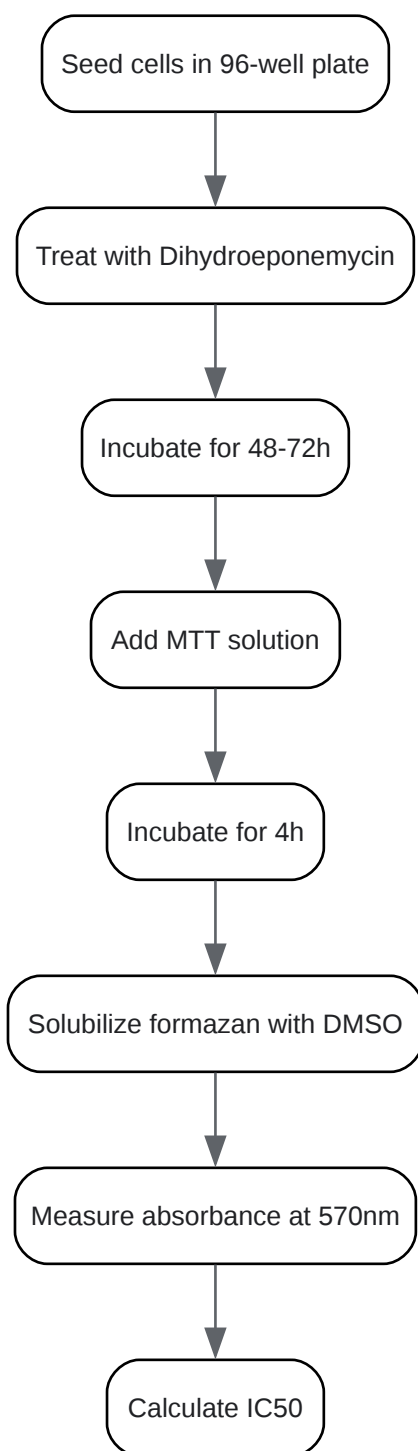 Seed cells in 96-well plate
Treat with Dihydroeponemycin
Incubate for 48-72h
Add MTT solution
Incubate for 4h
Solubilize formazan with DMSO
Measure absorbance at 570nm
Calculate IC50